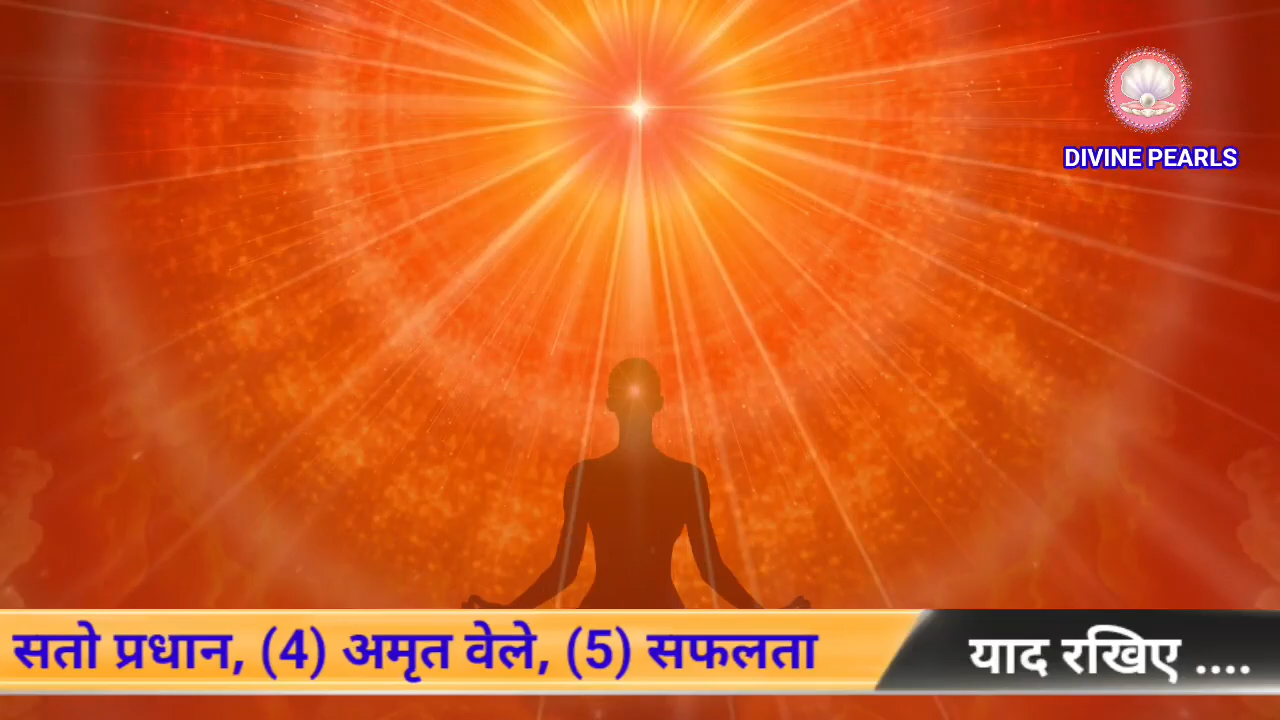 DIVINE PEARLS
सतो प्रधान, (4) अमृत वेले, (5) सफलता
याद रखिए ....